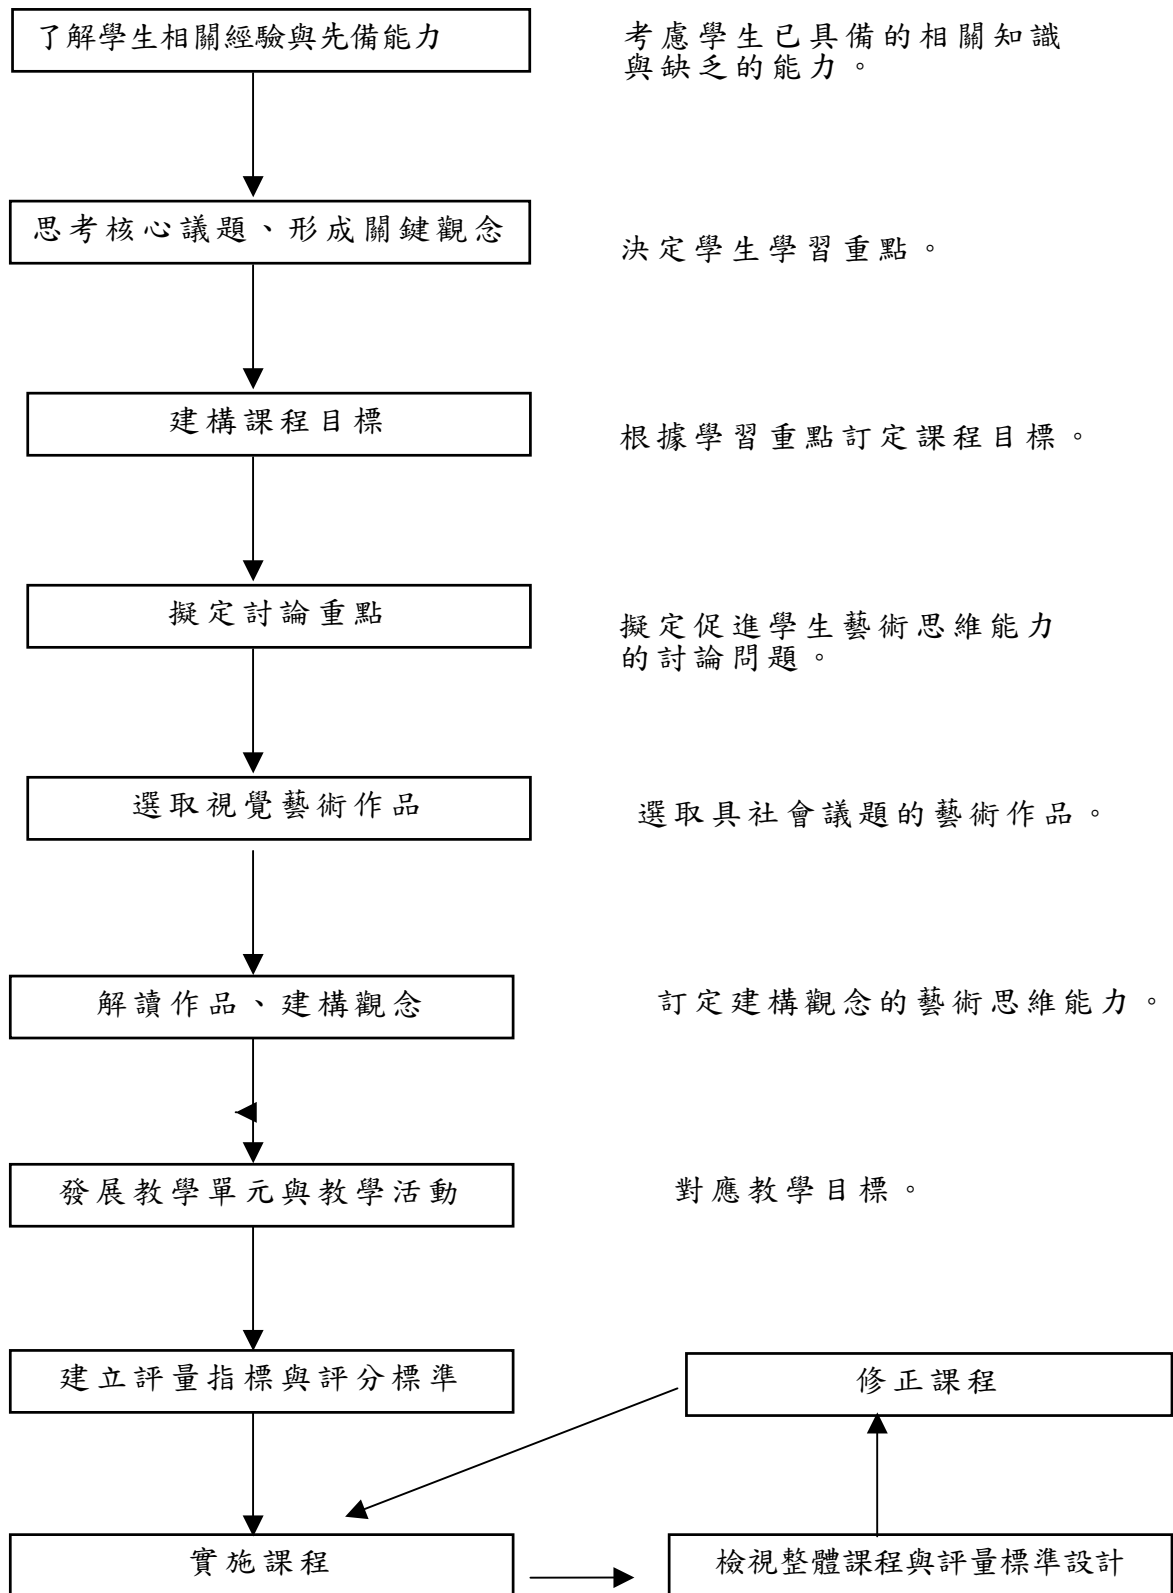 了解學生相關經驗與先備能力
考慮學生已具備的相關知識
與缺乏的能力。
思考核心議題、形成關鍵觀念
決定學生學習重點。
建構課程目標
根據學習重點訂定課程目標。
擬定討論重點
擬定促進學生藝術思維能力
的討論問題。
選取視覺藝術作品
選取具社會議題的藝術作品。
解讀作品、建構觀念
訂定建構觀念的藝術思維能力。
發展教學單元與教學活動
對應教學目標。
建立評量指標與評分標準
修正課程
實施課程
檢視整體課程與評量標準設計